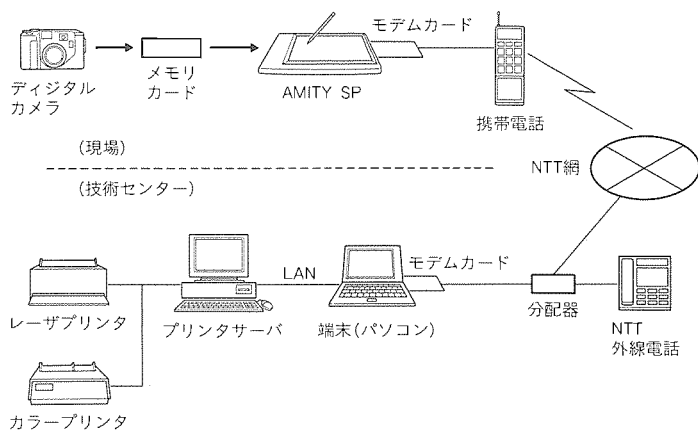 モデムカード
ディジタル
カメラ
メモリ
カード
AMITY SP
携帯電話
(現場)
(技術センター)
NTT網
LAN
モデムカード
レーザプリンタ
プリンタサーバ
端末(パソコン)
分配器
NTT
外線電話
カラープリンタ